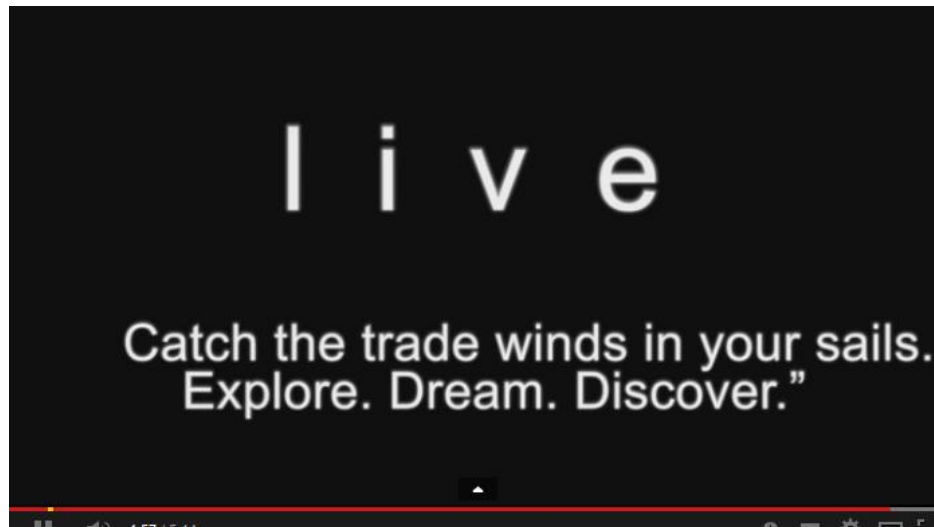 l i v e
Catch the trade winds in your sails.
Explore. Dream. Discover.”